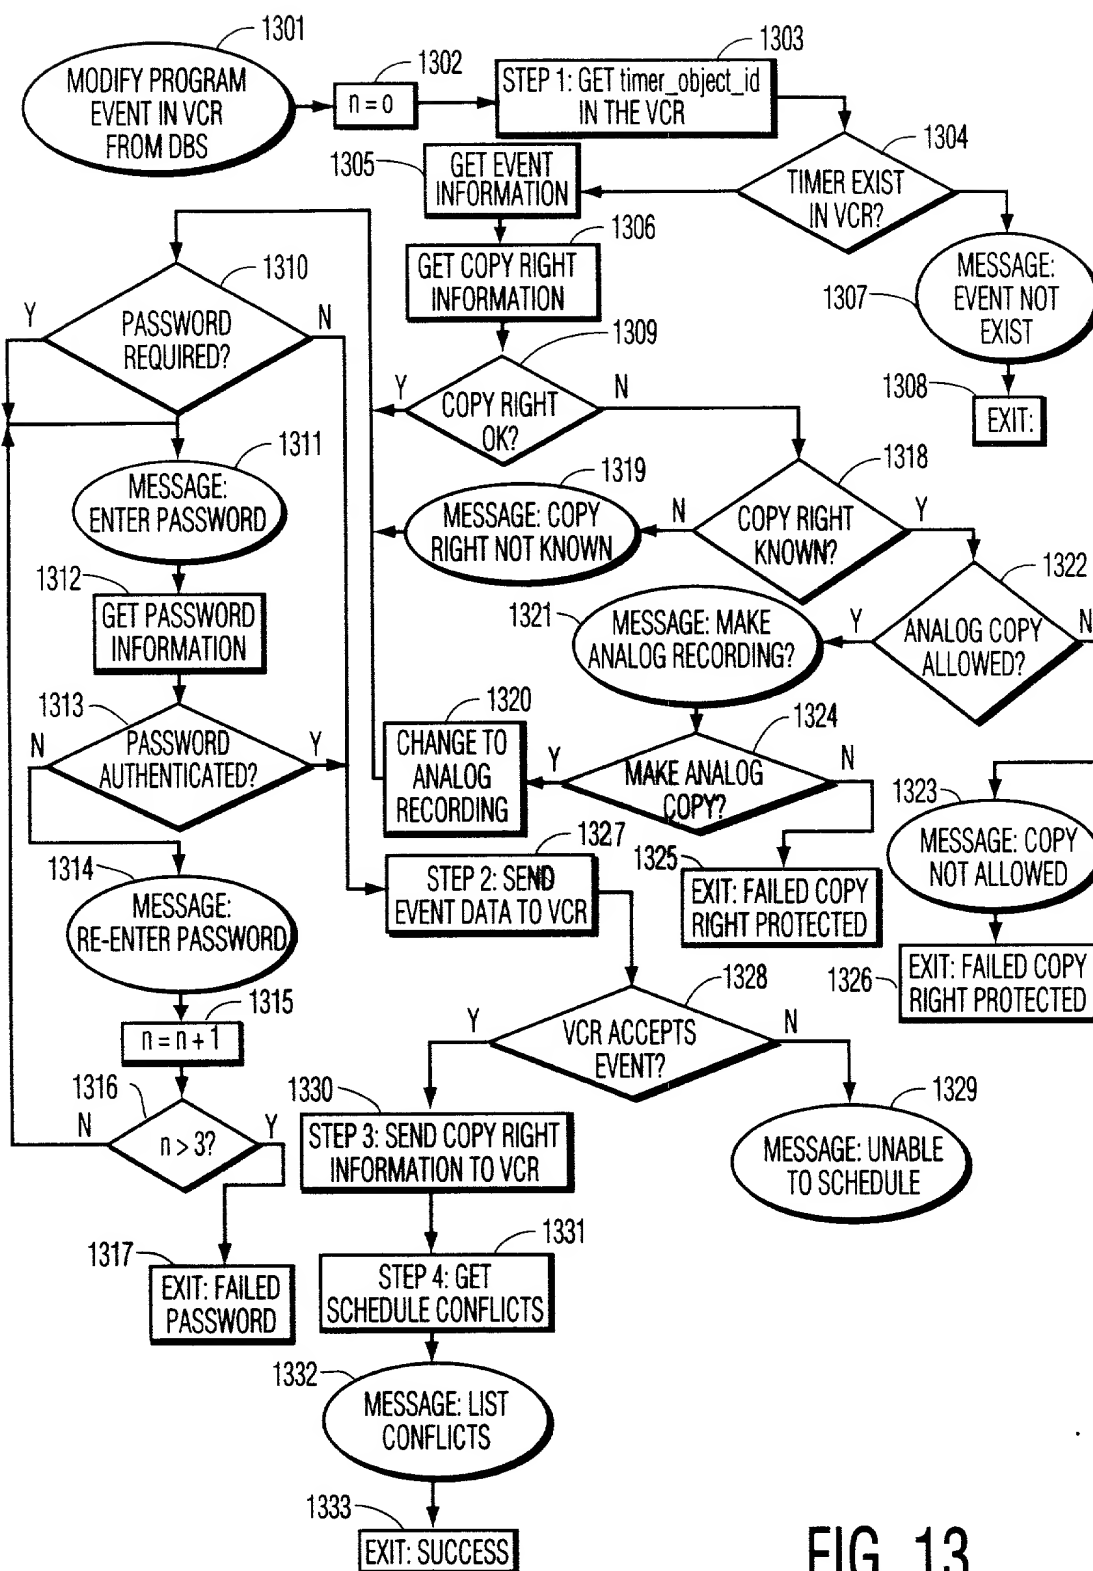 1301
MODIFY PROGRAM
EVENT IN VCR
FROM DBS
1302
n = o
1303
STEP 1: GET timer_object_id
IN THE VCR
1304
TIMER EXIST
IN VCR?
1305
GET EVENT
INFORMATION
1306
GET COPY RIGHT
INFORMATION
1307
MESSAGE:
EVENT NOT
EXIST
1308
EXIT:
1309
Y
COPY RIGHT
OK?
N
1310
Y
PASSWORD
REQUIRED?
N
1311
MESSAGE:
ENTER PASSWORD
1312
GET PASSWORD
INFORMATION
1313
N
PASSWORD
AUTHENTICATED?
Y
1314
MESSAGE:
RE-ENTER PASSWORD
1315
n = n + 1
1316
N
n > 3?
Y
1317
EXIT: FAILED
PASSWORD
1318
N
COPY RIGHT
KNOWN?
Y
1319
MESSAGE: COPY
RIGHT NOT KNOWN
1322
Y
ANALOG COPY
ALLOWED?
N
1321
MESSAGE: MAKE
ANALOG RECORDING?
1320
CHANGE TO
ANALOG
RECORDING
1324
Y
MAKE ANALOG
COPY?
N
1323
MESSAGE: COPY
NOT ALLOWED
1325
EXIT: FAILED COPY
RIGHT PROTECTED
1326
EXIT: FAILED COPY
RIGHT PROTECTED
1327
STEP 2: SEND
EVENT DATA TO VCR
1328
Y
VCR ACCEPTS
EVENT?
N
1329
MESSAGE: UNABLE
TO SCHEDULE
1330
STEP 3: SEND COPY RIGHT
INFORMATION TO VCR
1331
STEP 4: GET
SCHEDULE CONFLICTS
1332
MESSAGE: LIST
CONFLICTS
1333
EXIT: SUCCESS
FIG. 13